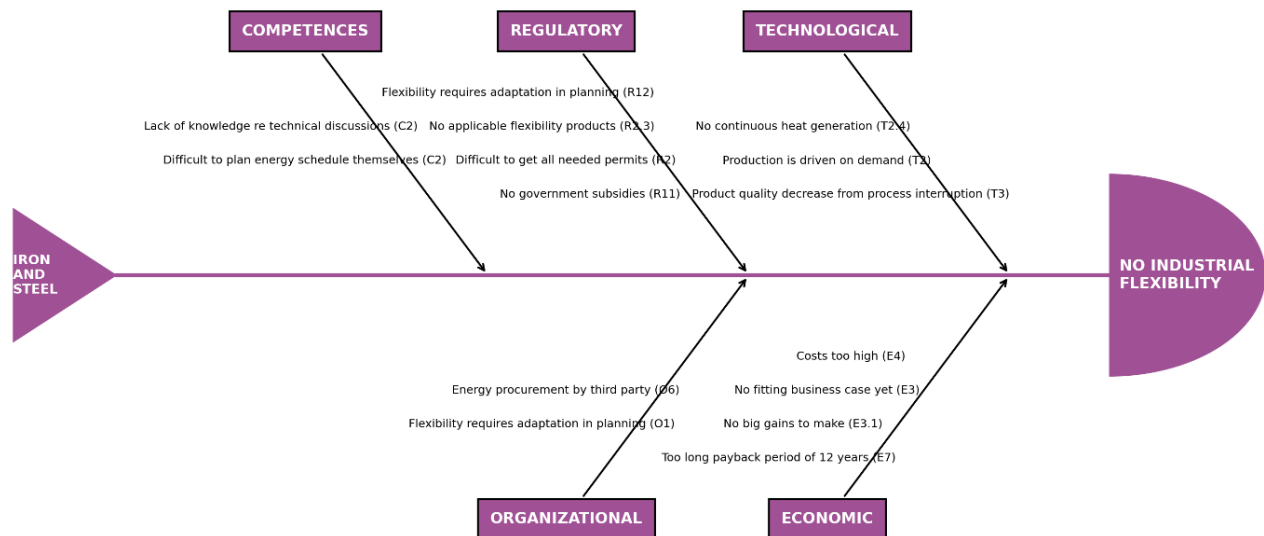 COMPETENCES
REGULATORY
TECHNOLOGICAL
Flexibility requires adaptation in planning (R12)
Lack of knowledge re technical discussions (C2)
No applicable flexibility products (R2.3)
No continuous heat generation (T2.4)
Difficult to plan energy schedule themselves (C2)
Difficult to get all needed permits (R2)
Production is driven on demand (T2)
No government subsidies (R11)
Product quality decrease from process interruption (T3)
IRON
AND
STEEL
NO INDUSTRIAL
FLEXIBILITY
Costs too high (E4)
Energy procurement by third party (O6)
No fitting business case yet (E3)
Flexibility requires adaptation in planning (O1)
No big gains to make (E3.1)
Too long payback period of 12 years (E7)
ORGANIZATIONAL
ECONOMIC